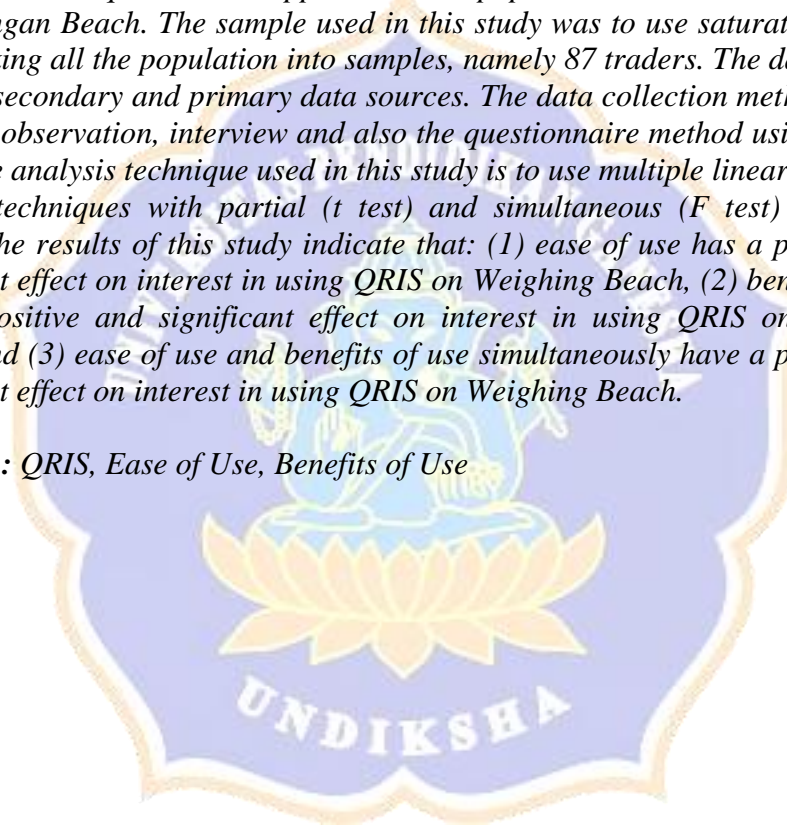 ngan Beach. The sample used in this study was to use saturat
king all the population into samples, namely 87 traders. The d
secondary and primary data sources. The data collection met
observation, interview and also the questionnaire method usi
e analysis technique used in this study is to use multiple linear
techniques with partial (t test) and simultaneous (F test)
he results of this study indicate that: (1) ease of use has a p
t effect on interest in using QRIS on Weighing Beach, (2) ben
ositive and significant effect on interest in using QRIS on
d (3) ease of use and benefits of use simultaneously have a p
t effect on interest in using QRIS on Weighing Beach.
: QRIS, Ease of Use, Benefits of Use
UNIVERSITAS PENDIDIKAN GANESHA
UNDIKSHA